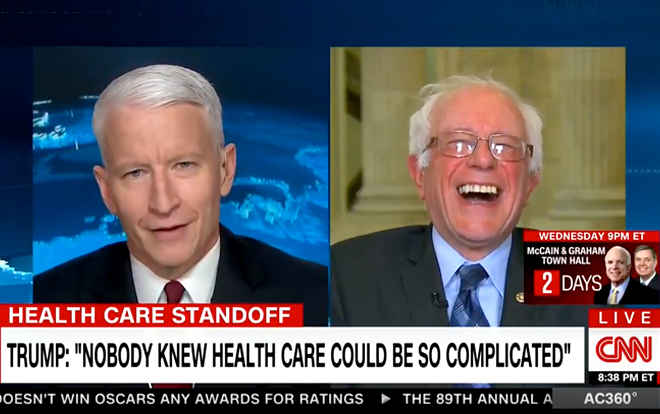 WEDNESDAY 9PM ET
McCAIN & GRAHAM
TOWN HALL
2 DAYS
HEALTH CARE STANDOFF
LIVE
TRUMP: "NOBODY KNEW HEALTH CARE COULD BE SO COMPLICATED"
CNN
8:38 PM ET
OESN'T WIN OSCARS ANY AWARDS FOR RATINGS ► THE 89TH ANNUAL A
AC360°